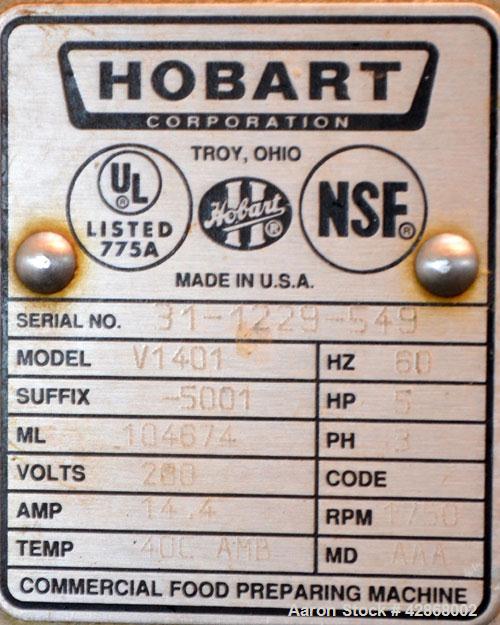 HOBART
CORPORATION
TROY, OHIO
UL ®
LISTED
775A
Hobart ®
NSF®
MADE IN U.S.A.
SERIAL NO. 31-1229-549
MODEL V1401 HZ 60
SUFFIX -5001 HP 5
ML 104674 PH 3
VOLTS 200 CODE
AMP 14.4 RPM 1750
TEMP 40C AMB MD AAA
COMMERCIAL FOOD PREPARING MACHINE
Aaron Stock # 42868002